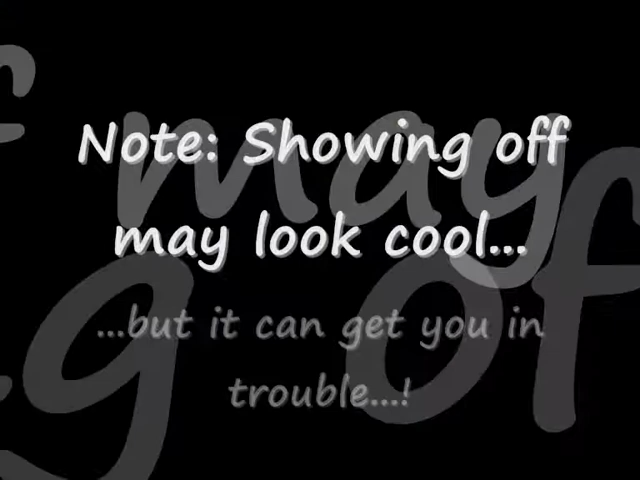 Note: Showing off
may look cool...
...but it can get you in
trouble...!